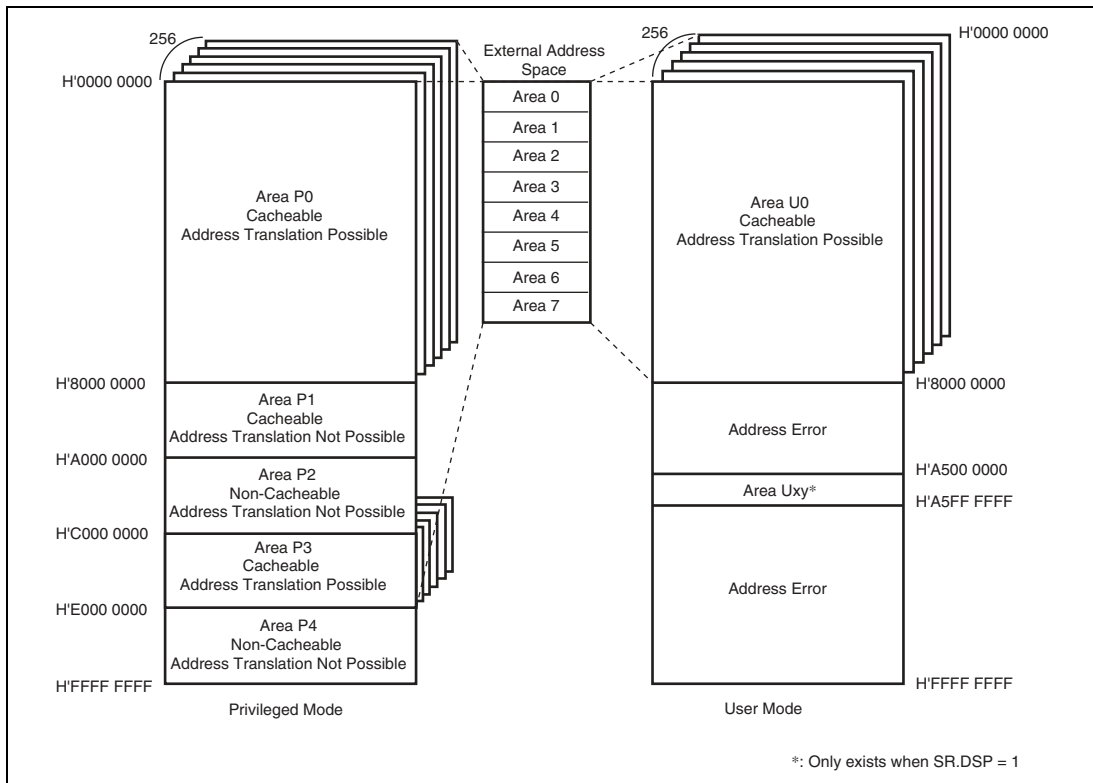 256
H'0000 0000
Area P0
Cacheable
Address Translation Possible
H'8000 0000
Area P1
Cacheable
Address Translation Not Possible
H'A000 0000
Area P2
Non-Cacheable
Address Translation Not Possible
H'C000 0000
Area P3
Cacheable
Address Translation Possible
H'E000 0000
Area P4
Non-Cacheable
Address Translation Not Possible
H'FFFF FFFF
Privileged Mode
External Address
Space
Area 0
Area 1
Area 2
Area 3
Area 4
Area 5
Area 6
Area 7
256
H'0000 0000
Area U0
Cacheable
Address Translation Possible
H'8000 0000
Address Error
H'A500 0000
Area Uxy*
H'A5FF FFFF
Address Error
H'FFFF FFFF
User Mode
*: Only exists when SR.DSP = 1